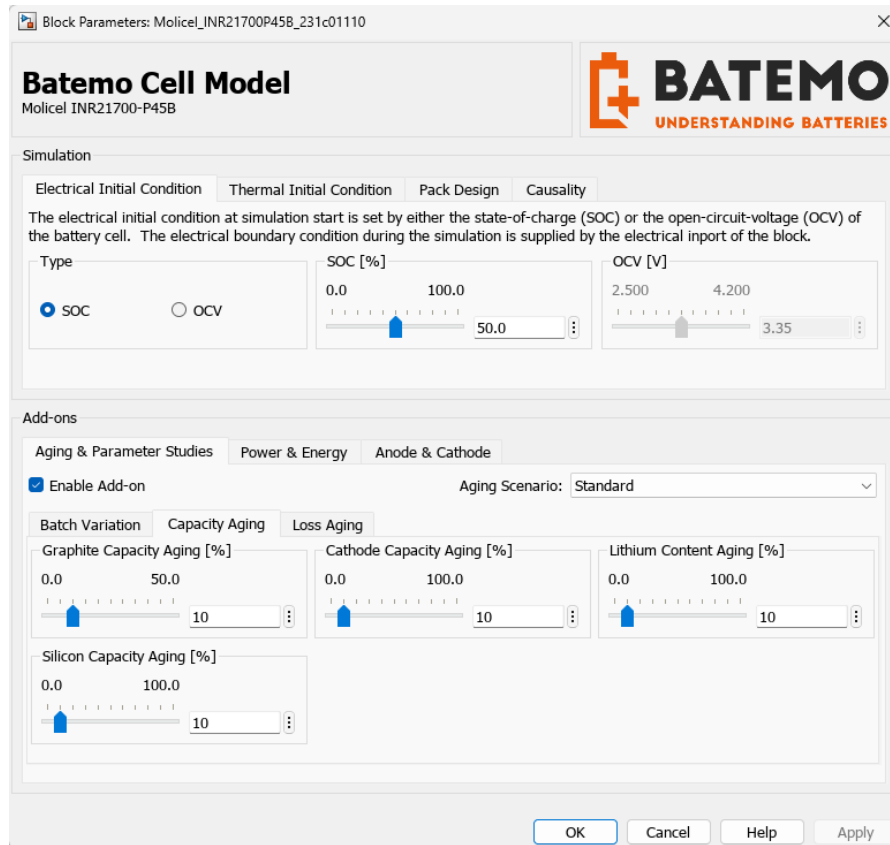 Block Parameters: Molicel_INR21700P45B_231c01110
Batemo Cell Model
Molicel INR21700-P45B
BATEMO
UNDERSTANDING BATTERIES
Simulation
Electrical Initial Condition Thermal Initial Condition Pack Design Causality
The electrical initial condition at simulation start is set by either the state-of-charge (SOC) or the open-circuit-voltage (OCV) of
the battery cell. The electrical boundary condition during the simulation is supplied by the electrical inport of the block.
Type SOC [%] OCV [V]
0.0 100.0 2.500 4.200
SOC OCV
50.0 3.35
Add-ons
Aging & Parameter Studies Power & Energy Anode & Cathode
Enable Add-on Aging Scenario: Standard
Batch Variation Capacity Aging Loss Aging
Graphite Capacity Aging [%] Cathode Capacity Aging [%] Lithium Content Aging [%]
0.0 50.0 0.0 100.0 0.0 100.0
10 10 10
Silicon Capacity Aging [%]
0.0 100.0
10
OK Cancel Help Apply